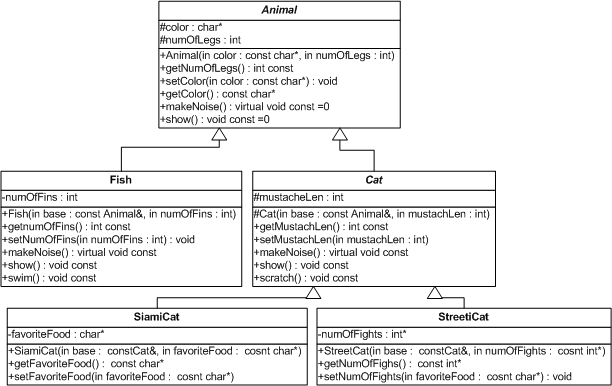 Animal
#color : char*
#numOfLegs : int
+Animal(in color : const char*, in numOfLegs : int)
+getNumOfLegs() : int const
+setColor(in color : const char*) : void
+getColor() : const char*
+makeNoise() : virtual void const =0
+show() : void const =0
Fish
-numOfFins : int
+Fish(in base : const Animal&, in numOfFins : int)
+getnumOfFins() : int const
+setNumOfFins(in numOfFins : int) : void
+makeNoise() : virtual void const
+show() : void const
+swim() : void const
Cat
#mustacheLen : int
#Cat(in base : const Animal&, in mustachLen : int)
+getMustachLen() : int const
+setMustachLen(in mustachLen : int)
+makeNoise() : virtual void const
+show() : void const
+scratch() : void const
SiamiCat
-favoriteFood : char*
+SiamiCat(in base : constCat&, in favoriteFood : cosnt char*)
+getFavoriteFood() : const char*
+setFavoriteFood(in favoriteFood : cosnt char*)
StreetiCat
-numOfFights : int*
+StreetCat(in base : constCat&, in numOfFights : cosnt int*)
+getNumOfFighs() : const int*
+setNumOfFights(in favoriteFood : cosnt char*) : void